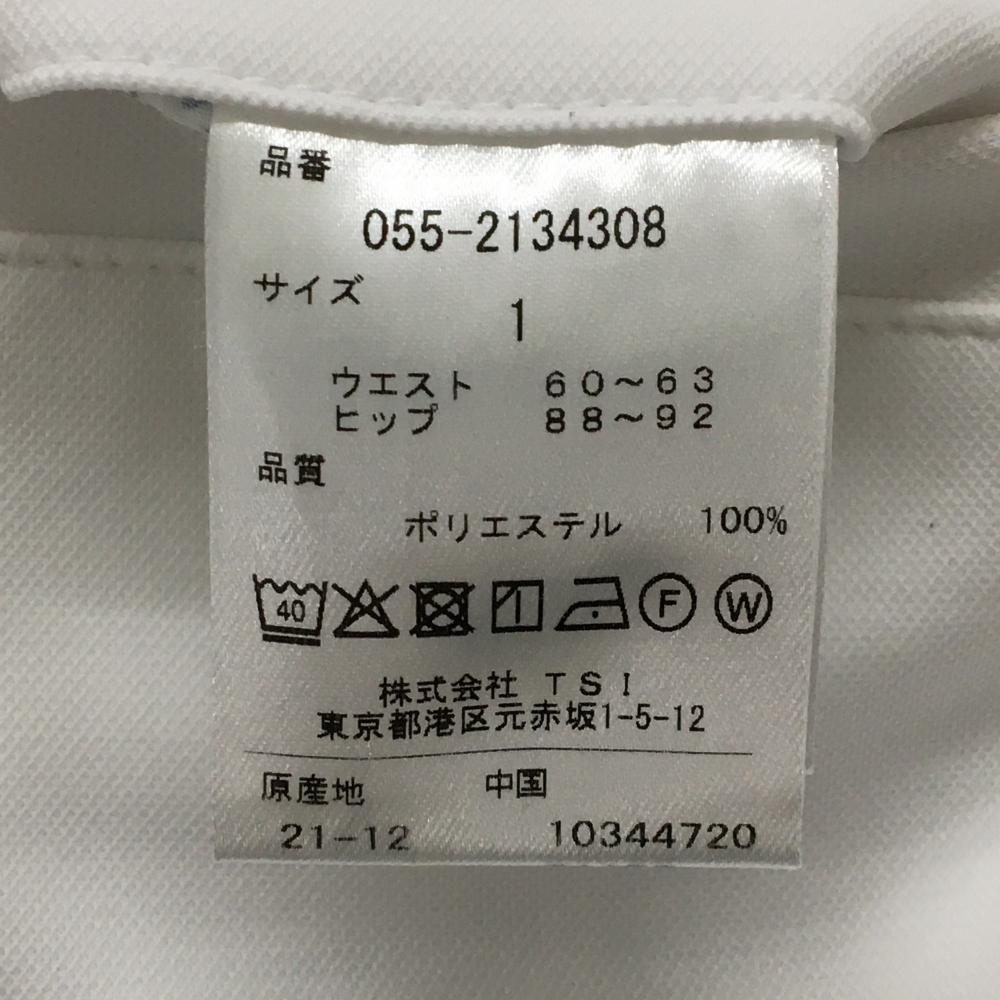 品番
055-2134308
サイズ
1
ウエスト 60～63
ヒップ 88～92
品質
ポリエステル 100%
40 F W
株式会社 TSI
東京都港区元赤坂1-5-12
原産地 中国
21-12 10344720